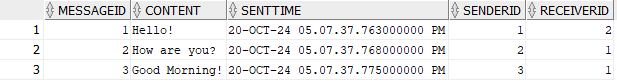 MESSAGEID CONTENT SENTTIME SENDERID RECEIVERID
1 1 Hello! 20-OCT-24 05.07.37.763000000 PM 1 2
2 2 How are you? 20-OCT-24 05.07.37.768000000 PM 2 1
3 3 Good Morning! 20-OCT-24 05.07.37.775000000 PM 3 1